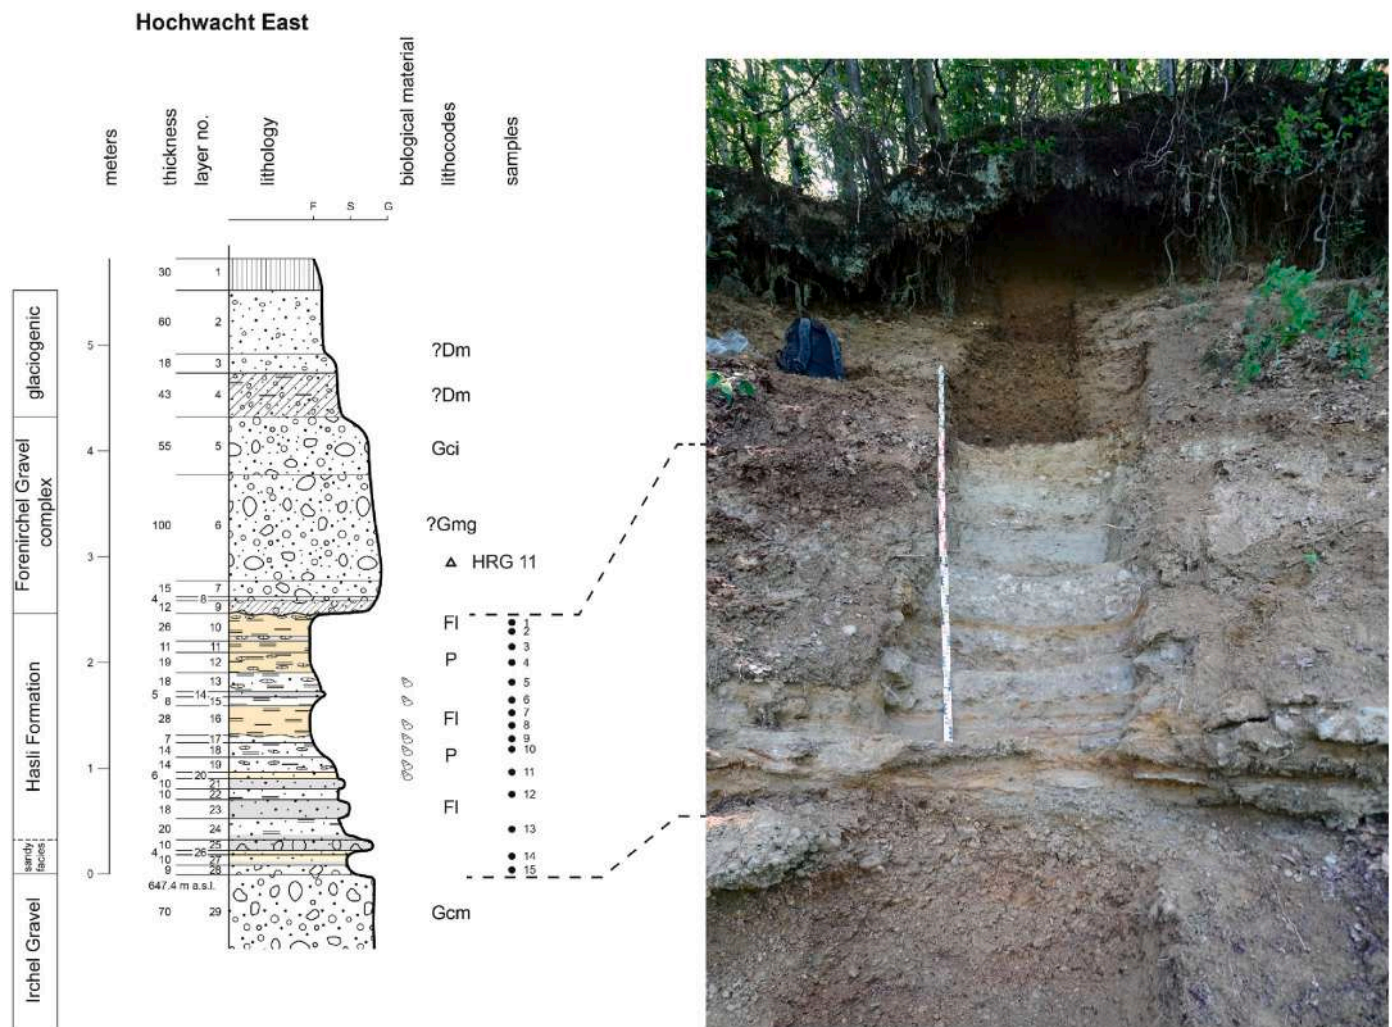 Hochwacht East
meters
thickness
layer no.
lithology
biological material
lithocodes
samples
F S G
glaciogenic
Forenirchel Gravel complex
Hasli Formation
sandy facies
Irchel Gravel
30 1
60 2
5 ?Dm
18 3
43 4 ?Dm
4 55 5 Gci
100 6 ?Gmg
3 HRG 11
15 7
4 8
12 9
26 10 Fl 1
2
11 11 3
2 19 12 P 4
18 13 5
5 14
8 15 6
28 16 Fl 7
8
7 17 9
14 18 P 10
1 14 19
6 20 11
10 21
10 22 12
18 23 Fl
20 24 13
10 25
4 26 14
10 27
0 9 28 15
647.4 m a.s.l.
70 29 Gcm